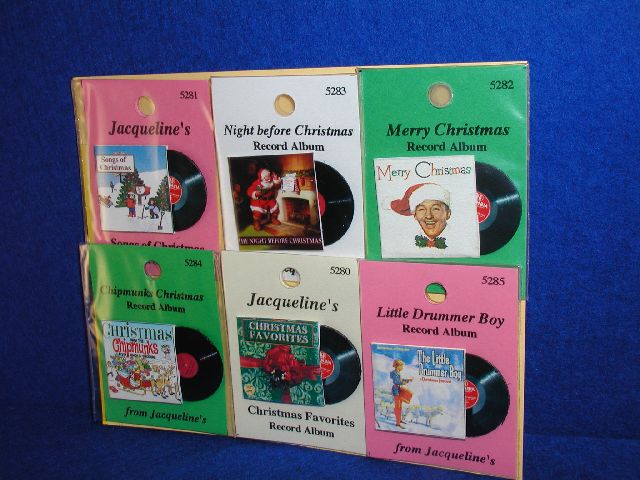 5281
Jacqueline's
Songs of
Christmas
Songs of Christmas
5283
Night before Christmas
Record Album
THE NIGHT BEFORE CHRISTMAS
5282
Merry Christmas
Record Album
Merry Christmas
5284
Chipmunks Christmas
Record Album
Christmas
Chipmunks
from Jacqueline's
5280
Jacqueline's
CHRISTMAS
FAVORITES
Christmas Favorites
Record Album
5285
Little Drummer Boy
Record Album
The Little
Drummer Boy
from Jacqueline's